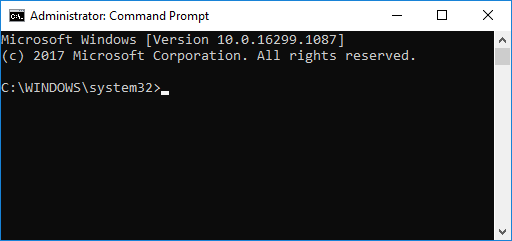 Administrator: Command Prompt
Microsoft Windows [Version 10.0.16299.1087]
(c) 2017 Microsoft Corporation. All rights reserved.
C:\WINDOWS\system32>